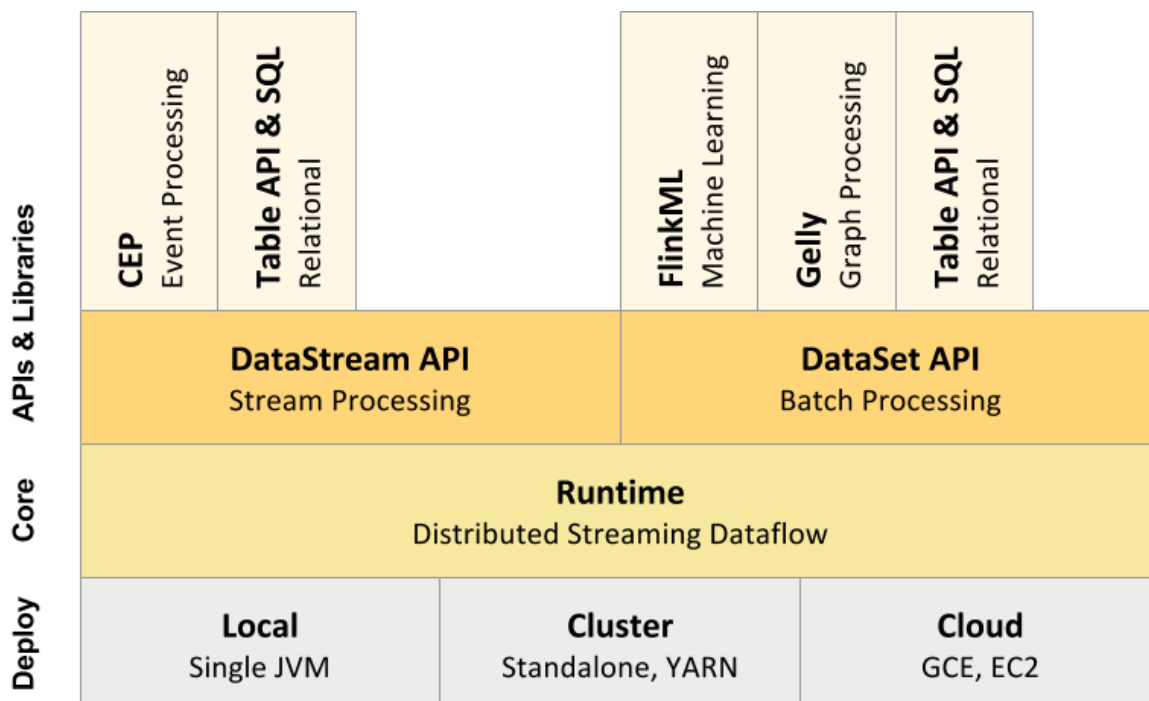 APIs & Libraries
CEP
Event Processing
Table API & SQL
Relational
FlinkML
Machine Learning
Gelly
Graph Processing
Table API & SQL
Relational
DataStream API
Stream Processing
DataSet API
Batch Processing
Core
Runtime
Distributed Streaming Dataflow
Deploy
Local
Single JVM
Cluster
Standalone, YARN
Cloud
GCE, EC2